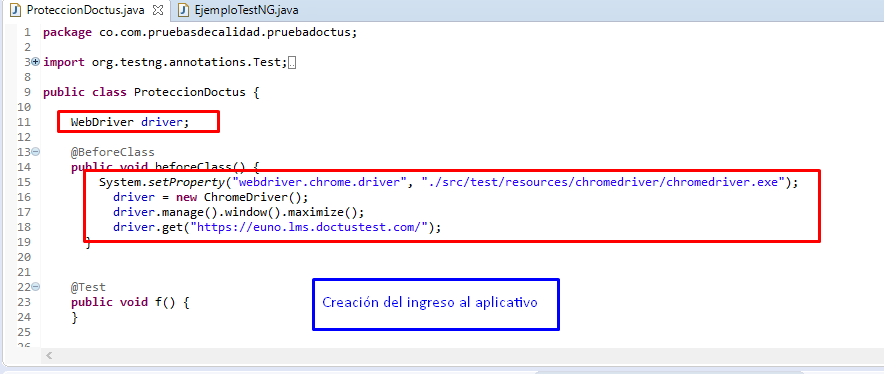 ProteccionDoctus.java EjemploTestNG.java
1 package co.com.pruebasdecalidad.pruebadoctus;
2
3 import org.testng.annotations.Test;
8
9 public class ProteccionDoctus {
10
11 WebDriver driver;
12
13 @BeforeClass
14 public void beforeClass() {
15 System.setProperty("webdriver.chrome.driver", "./src/test/resources/chromedriver/chromedriver.exe");
16 driver = new ChromeDriver();
17 driver.manage().window().maximize();
18 driver.get("https://euno.lms.doctustest.com/");
19 }
20
21
22 @Test
23 public void f() {
Creación del ingreso al aplicativo
24 }
25
26